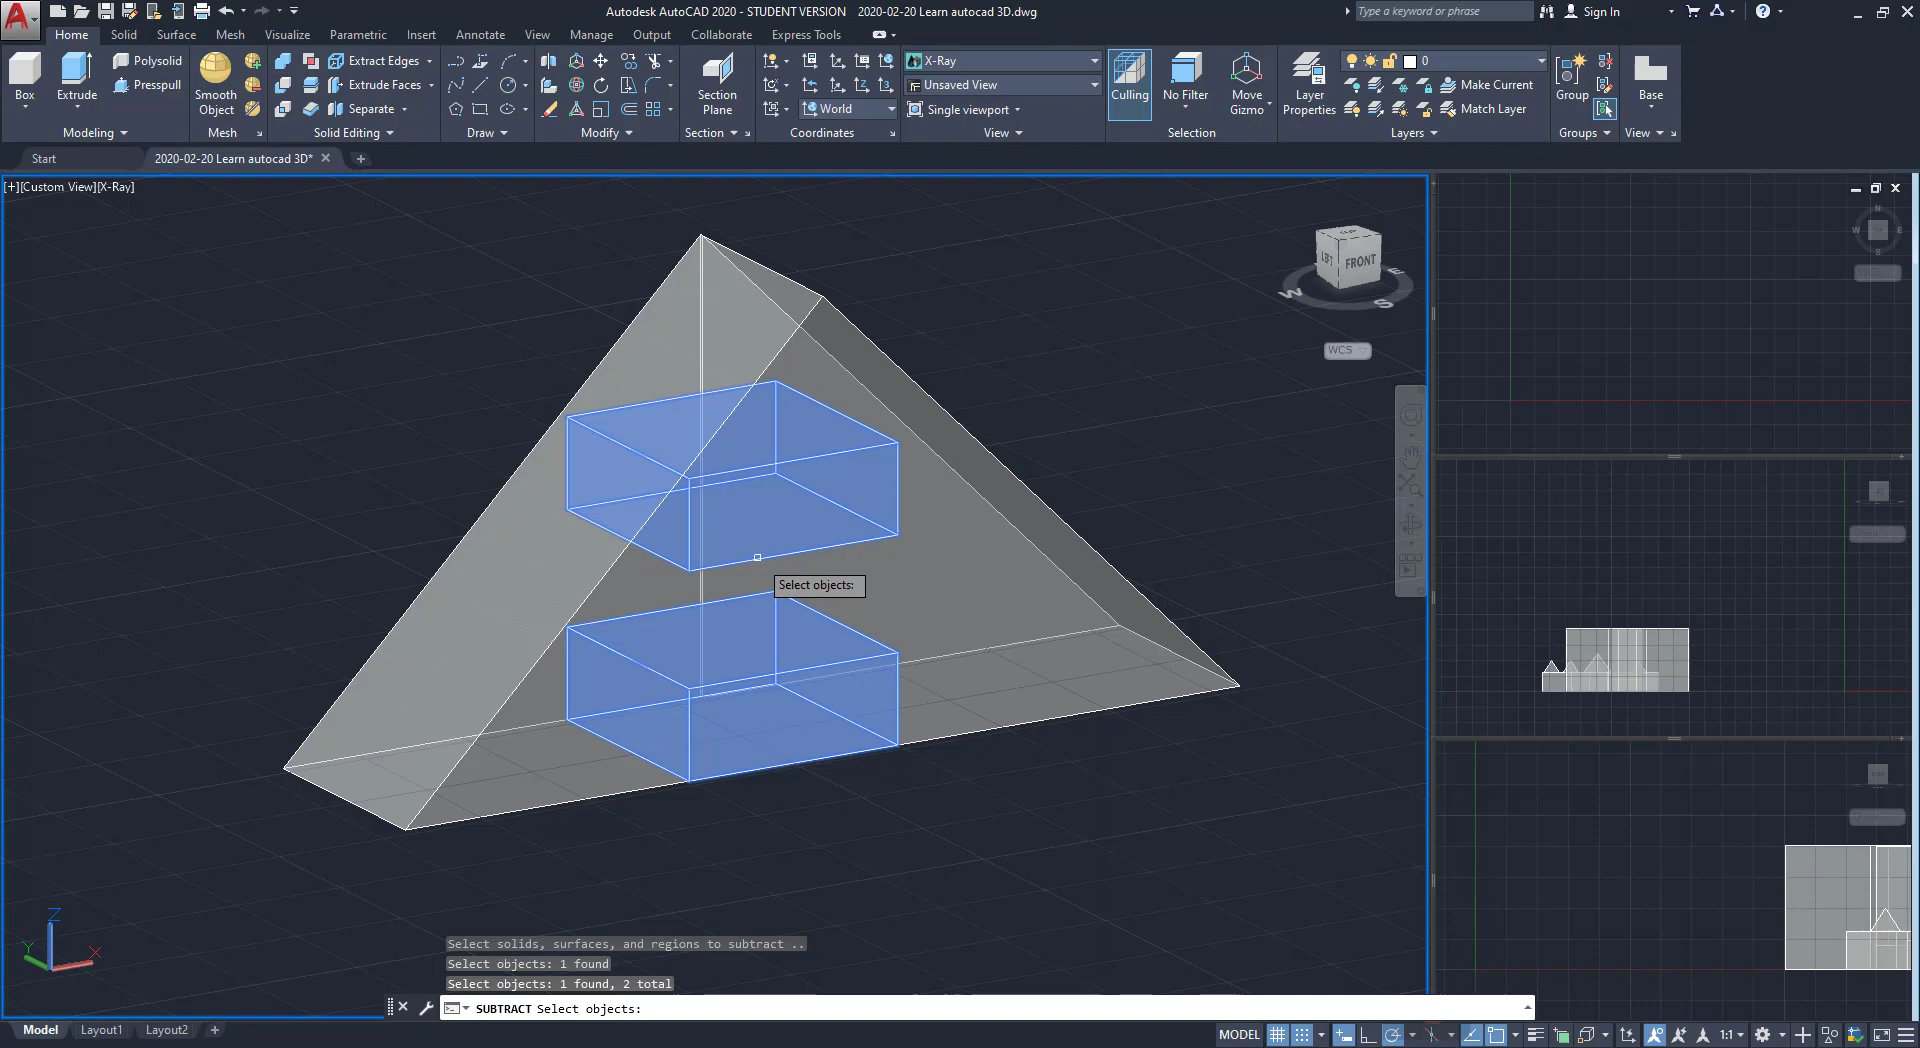 Autodesk AutoCAD 2020 - STUDENT VERSION 2020-02-20 Learn autocad 3D.dwg
Type a keyword or phrase
Sign In
Home Solid Surface Mesh Visualize Parametric Insert Annotate View Manage Output Collaborate Express Tools
Box
Extrude
Polysolid
Presspull
Modeling
Smooth
Object
Mesh
Extract Edges
Extrude Faces
Separate
Solid Editing
Draw
Modify
Section
Plane
Section
World
Coordinates
X-Ray
Unsaved View
Single viewport
View
Culling
No Filter
Move
Gizmo
Selection
Layer
Properties
0
Make Current
Match Layer
Layers
Group
Groups
Base
View
Start
2020-02-20 Learn autocad 3D*
[+][Custom View][X-Ray]
LEFT
FRONT
W
S
E
WCS
N
W
E
S
Select objects:
Z
Y
X
Select solids, surfaces, and regions to subtract ..
Select objects: 1 found
Select objects: 1 found, 2 total
SUBTRACT Select objects:
Model Layout1 Layout2
MODEL
1:1